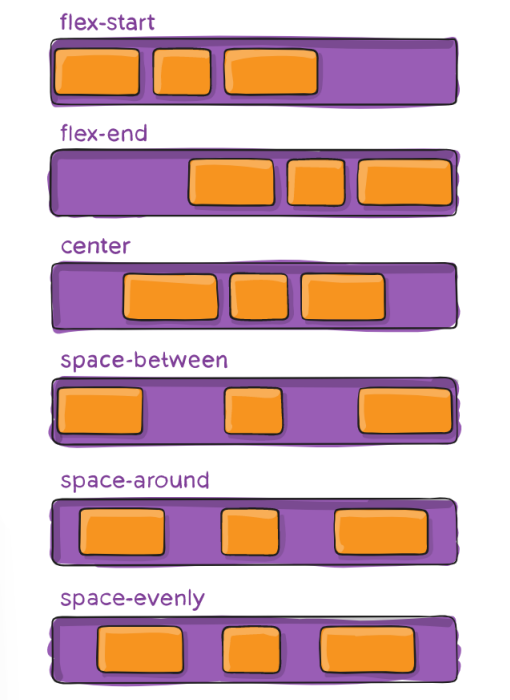 flex-start
flex-end
center
space-between
space-around
space-evenly